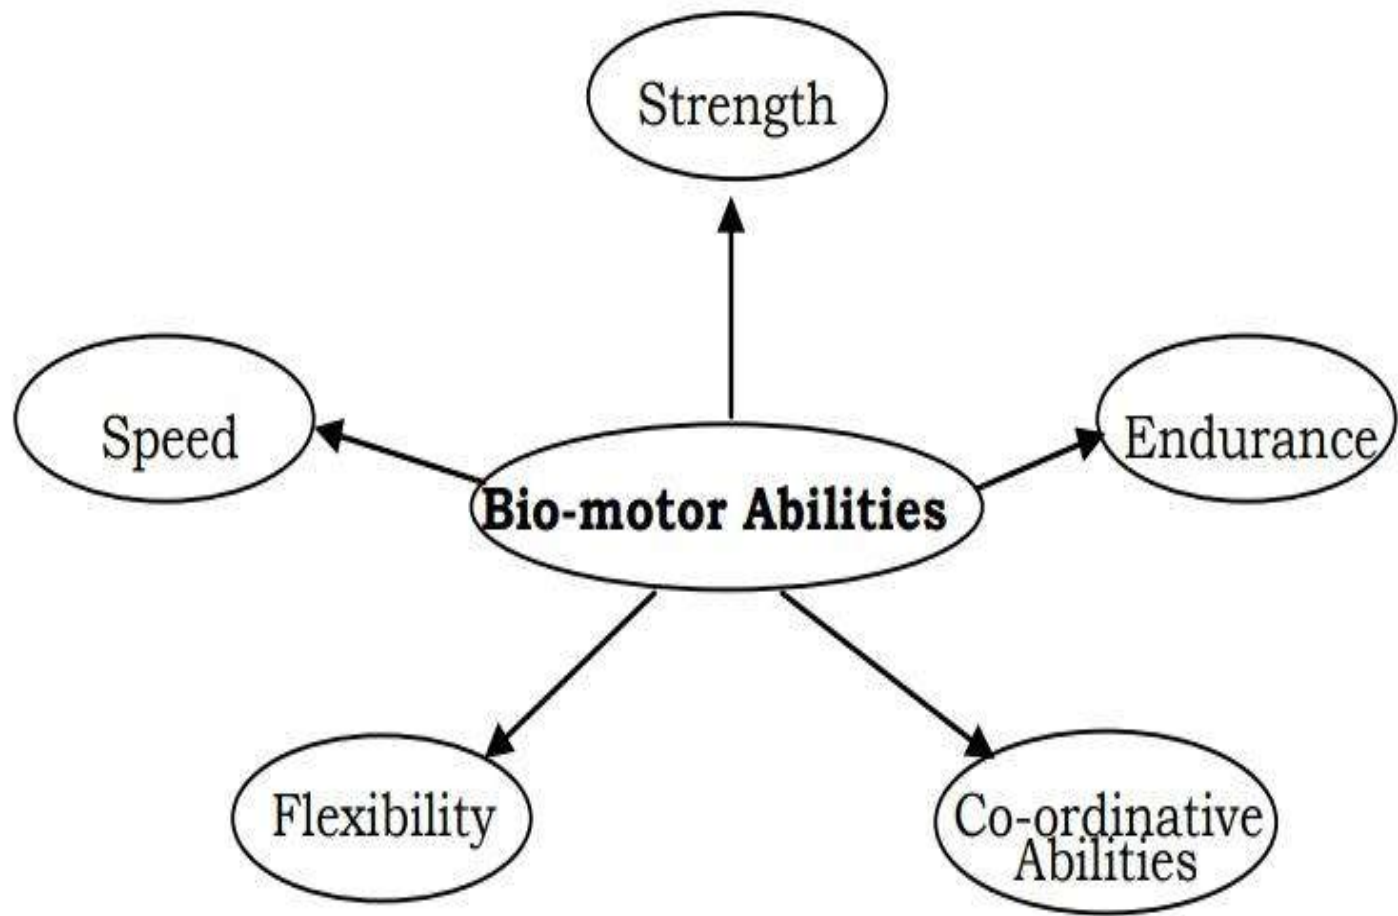 Strength
Speed
Endurance
Bio-motor Abilities
Flexibility
Co-ordinative
Abilities